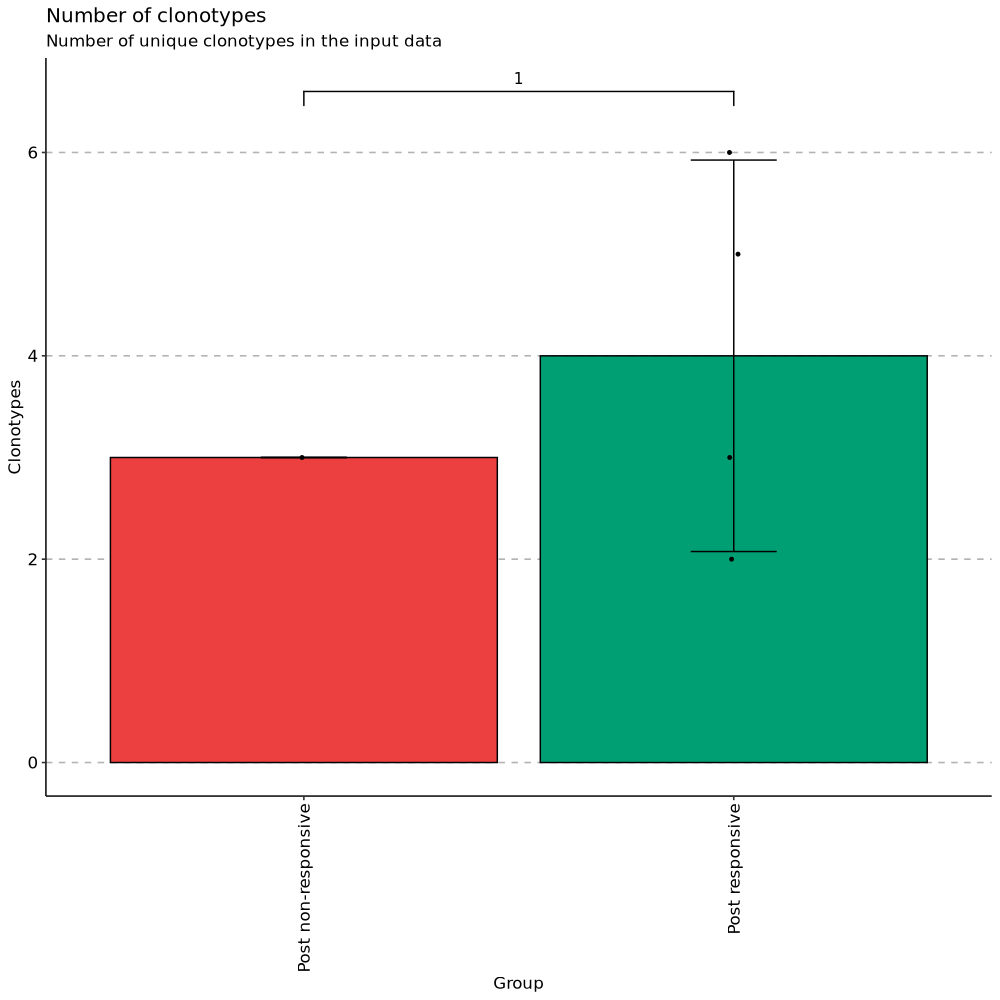 Number of clonotypes
Number of unique clonotypes in the input data
1
6
4
2
0
Clonotypes
Post non-responsive
Post responsive
Group